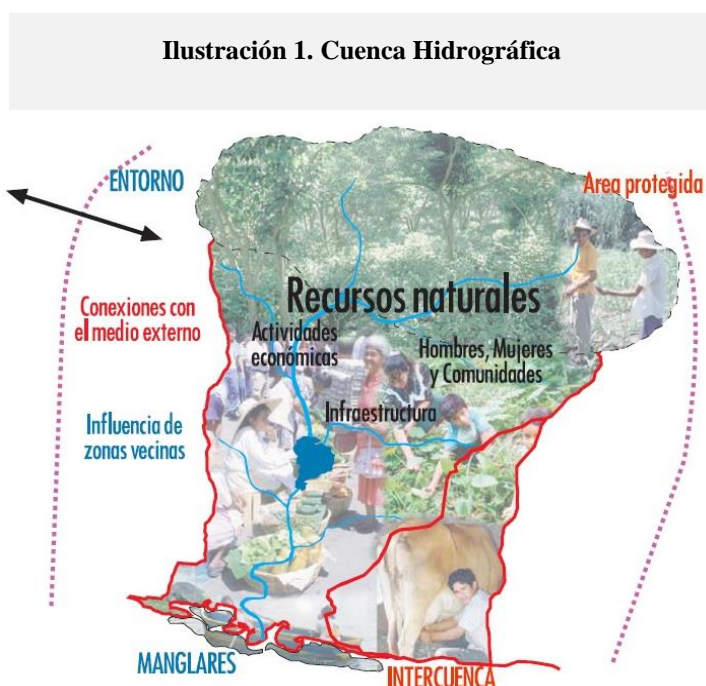 Ilustración 1. Cuenca Hidrográfica
ENTORNO
Area protegida
Recursos naturales
Conexiones con
el medio externo
Actividades
económicas
Hombres, Mujeres
y Comunidades
Infraestructura
Influencia de
zonas vecinas
MANGLARES
INTERCUENCA